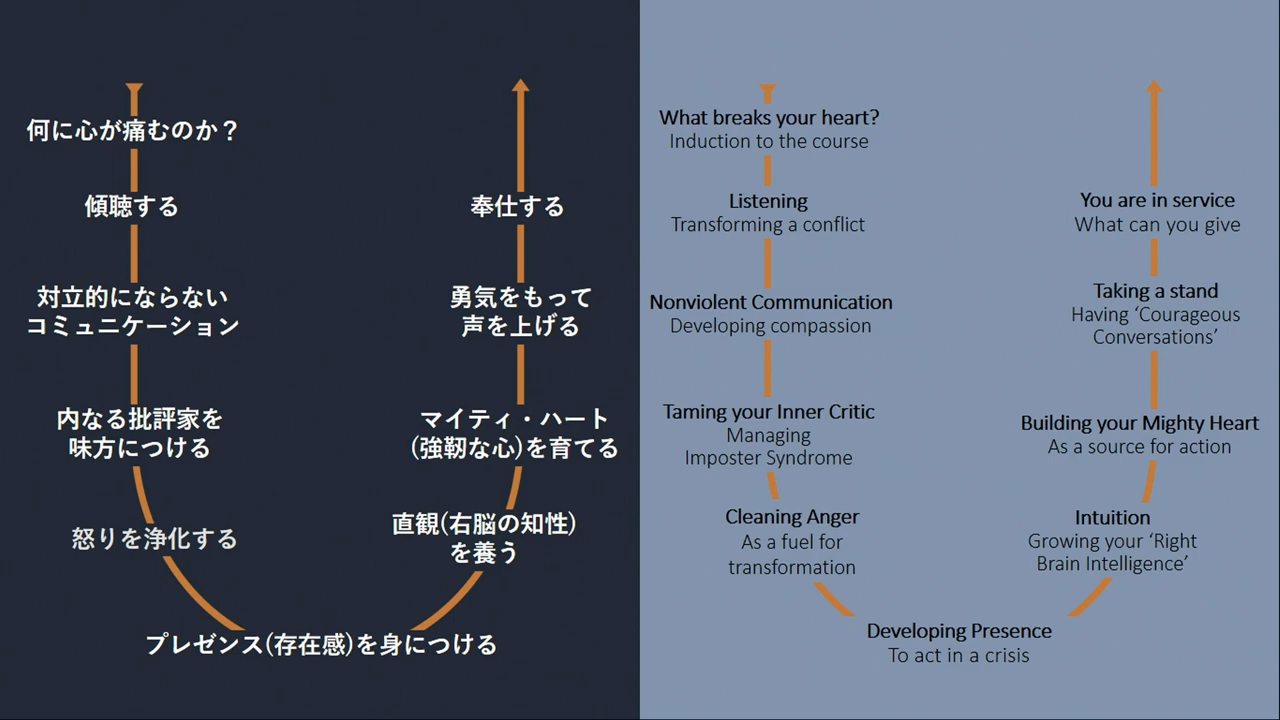 何に心が痛むのか？
傾聴する
対立的にならない
コミュニケーション
内なる批評家を
味方につける
怒りを浄化する
プレゼンス(存在感)を身につける
直観(右脳の知性)
を養う
マイティ・ハート
(強靭な心)を育てる
勇気をもって
声を上げる
奉仕する
What breaks your heart?
Induction to the course
Listening
Transforming a conflict
Nonviolent Communication
Developing compassion
Taming your Inner Critic
Managing
Imposter Syndrome
Cleaning Anger
As a fuel for
transformation
Developing Presence
To act in a crisis
Intuition
Growing your ‘Right
Brain Intelligence’
Building your Mighty Heart
As a source for action
Taking a stand
Having ‘Courageous
Conversations’
You are in service
What can you give